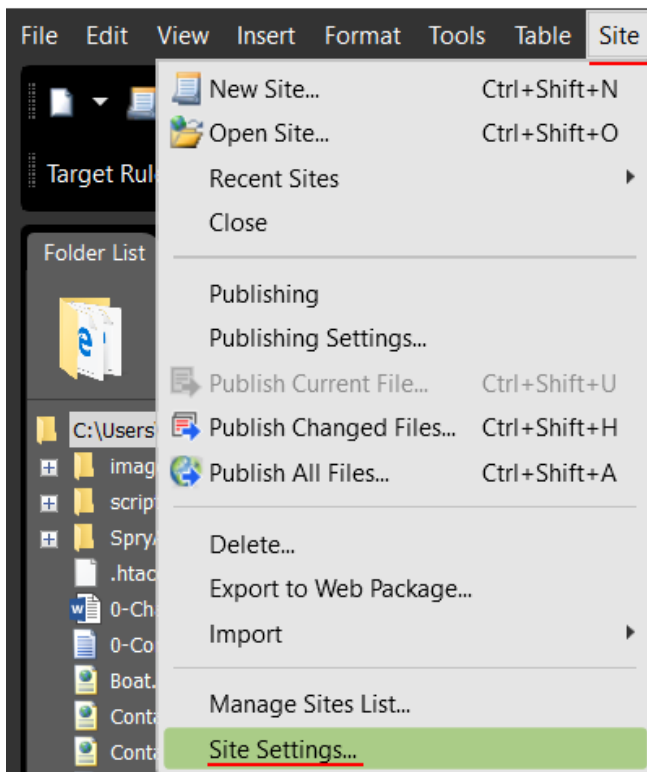 File Edit View Insert Format Tools Table Site
New Site... Ctrl+Shift+N
Open Site... Ctrl+Shift+O
Target Rul
Recent Sites
Close
Folder List
Publishing
Publishing Settings...
Publish Current File... Ctrl+Shift+U
C:\Users
Publish Changed Files... Ctrl+Shift+H
imag
Publish All Files... Ctrl+Shift+A
script
Spry
Delete...
.htac
Export to Web Package...
0-Ch
Import
0-Co
Boat.
Manage Sites List...
Conta
Site Settings...
Conta